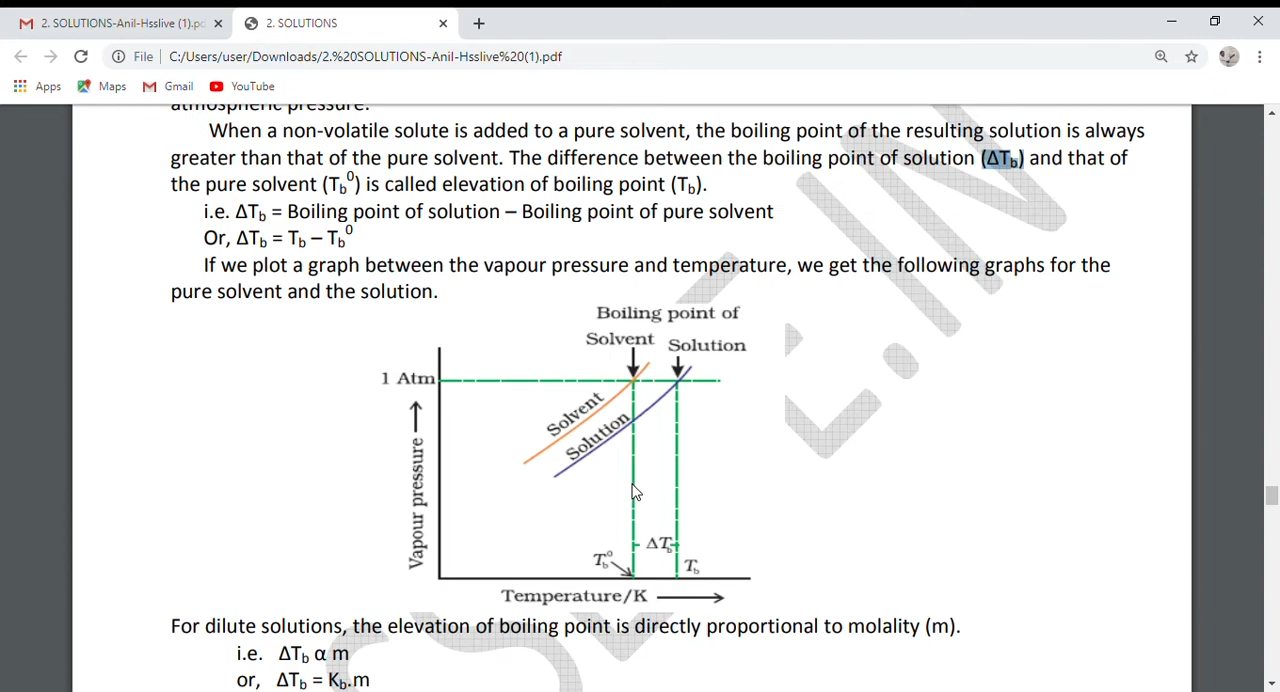 2. SOLUTIONS-Anil-Hsslive (1).pd
2. SOLUTIONS
File
C:/Users/user/Downloads/2.%20SOLUTIONS-Anil-Hsslive%20(1).pdf
Apps
Maps
Gmail
YouTube
atmospheric pressure.
When a non-volatile solute is added to a pure solvent, the boiling point of the resulting solution is always
greater than that of the pure solvent. The difference between the boiling point of solution (ΔTb) and that of
the pure solvent (Tb⁰) is called elevation of boiling point (Tb).
i.e. ΔTb = Boiling point of solution – Boiling point of pure solvent
Or, ΔTb = Tb – Tb⁰
If we plot a graph between the vapour pressure and temperature, we get the following graphs for the
pure solvent and the solution.
Boiling point of
Solvent Solution
1 Atm
Solvent
Solution
Vapour pressure
ΔTb
Tb°
Tb
Temperature/K
For dilute solutions, the elevation of boiling point is directly proportional to molality (m).
i.e. ΔTb α m
or, ΔTb = Kb.m